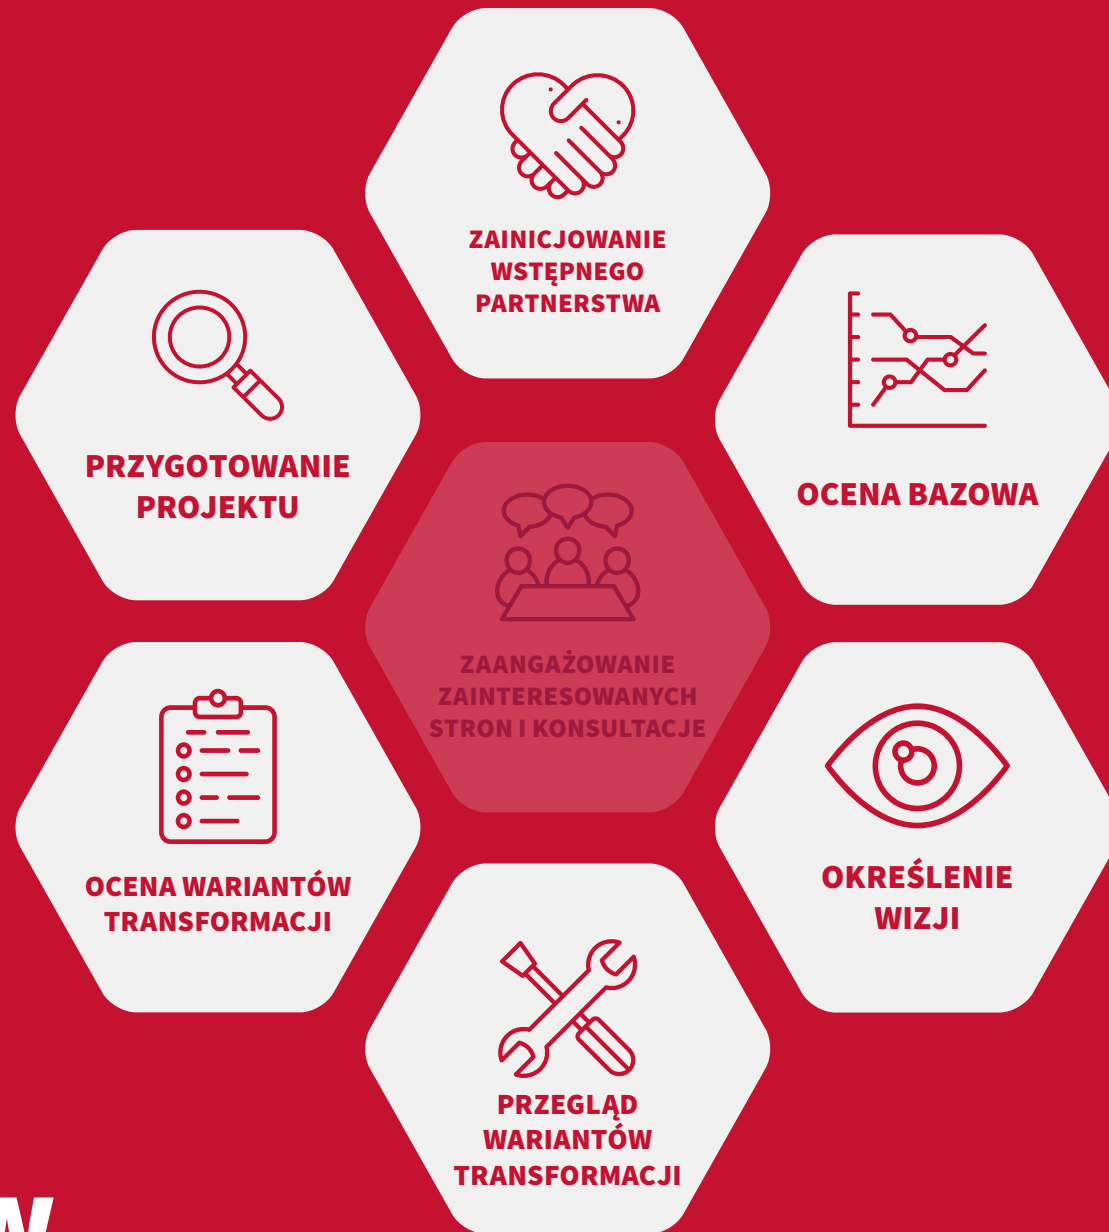 ZAINICJOWANIE
WSTĘPNEGO
PARTNERSTWA
PRZYGOTOWANIE
PROJEKTU
OCENA BAZOWA
ZAANGAŻOWANIE
ZAINTERESOWANYCH
STRON I KONSULTACJE
OCENA WARIANTÓW
TRANSFORMACJI
OKREŚLENIE
WIZJI
PRZEGLĄD
WARIANTÓW
TRANSFORMACJI